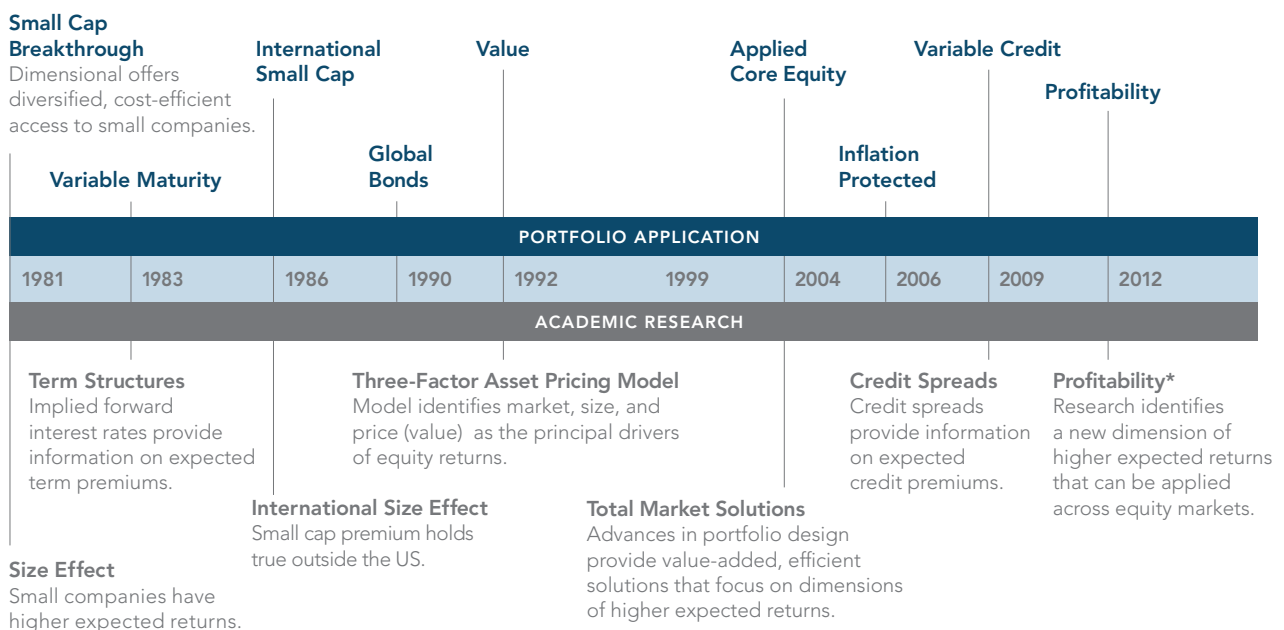 Small Cap
Breakthrough
Dimensional offers
diversified, cost-efficient
access to small companies.
Variable Maturity
International
Small Cap
Global
Bonds
Value
Applied
Core Equity
Inflation
Protected
Variable Credit
Profitability
PORTFOLIO APPLICATION
1981 1983 1986 1990 1992 1999 2004 2006 2009 2012
ACADEMIC RESEARCH
Size Effect
Small companies have
higher expected returns.
Term Structures
Implied forward
interest rates provide
information on expected
term premiums.
International Size Effect
Small cap premium holds
true outside the US.
Three-Factor Asset Pricing Model
Model identifies market, size, and
price (value) as the principal drivers
of equity returns.
Total Market Solutions
Advances in portfolio design
provide value-added, efficient
solutions that focus on dimensions
of higher expected returns.
Credit Spreads
Credit spreads
provide information
on expected
credit premiums.
Profitability*
Research identifies
a new dimension of
higher expected returns
that can be applied
across equity markets.